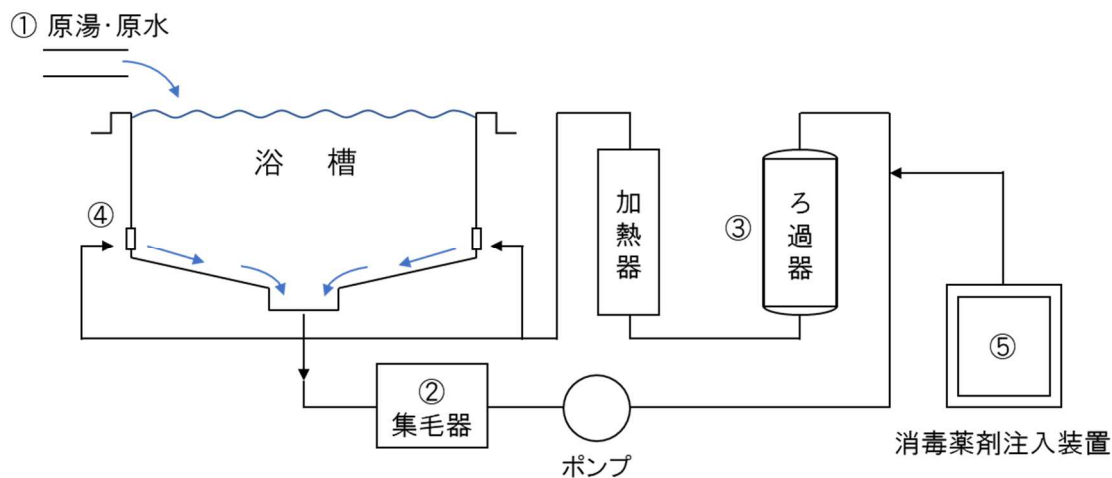 ① 原湯・原水
浴 槽
④
加熱器
③
ろ過器
⑤
消毒薬剤注入装置
②
集毛器
ポンプ